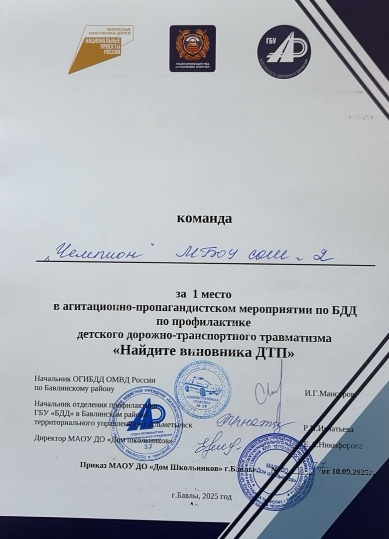 НАЦИОНАЛЬНЫЕ
ПРОЕКТЫ
РОССИИ
ГБУ
команда
„Чемпион" МБОУ сош - 2
за 1 место
в агитационно-пропагандистском мероприятии по БДД
по профилактике
детского дорожно-транспортного травматизма
«Найдите виновника ДТП»
Начальник ОГИБДД ОМВД России
по Бавлинскому району
И.Г.Мансуров
Начальник отделения профилактики
ГБУ «БДД» в Бавлинском районе
территориального управления Альметьевск
Игнатьева
Директор МАОУ ДО «Дом школьников»
Никифорова
Приказ МАОУ ДО «Дом Школьников» г.Бавлы
от 10.09.2025г.
г.Бавлы, 2025 год